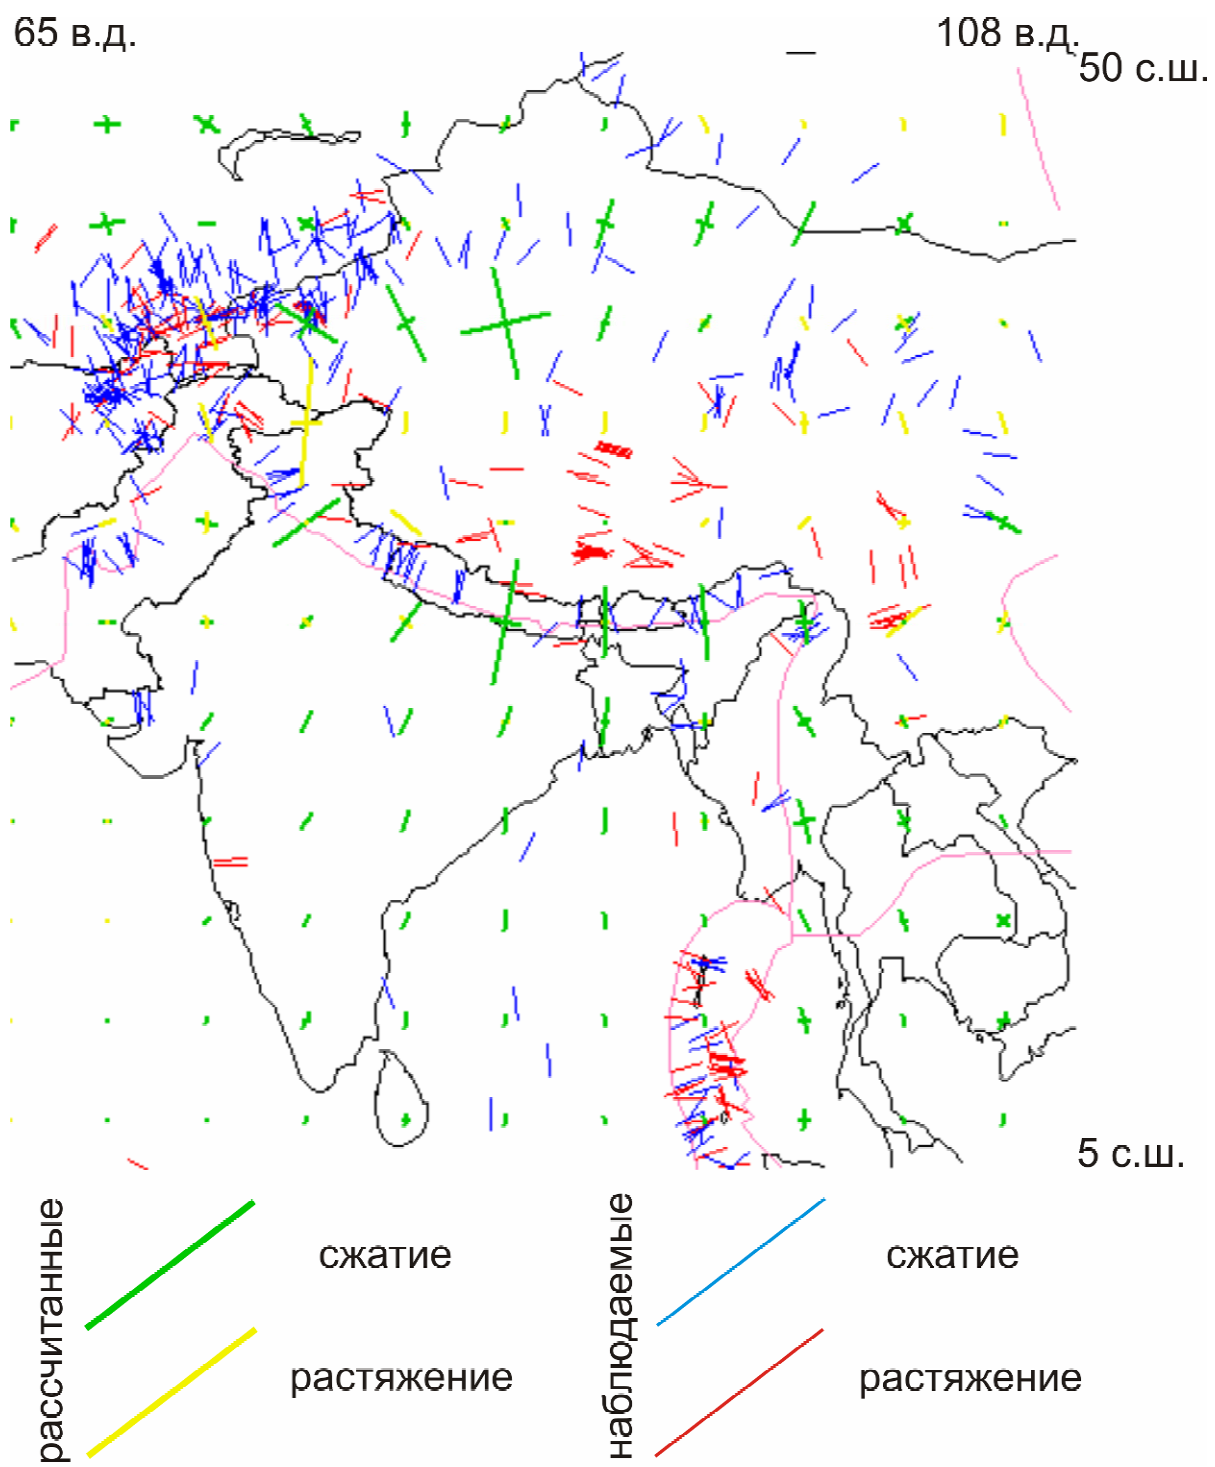 65 в.д.
108 в.д.
50 с.ш.
5 с.ш.
рассчитанные
сжатие
растяжение
наблюдаемые
сжатие
растяжение